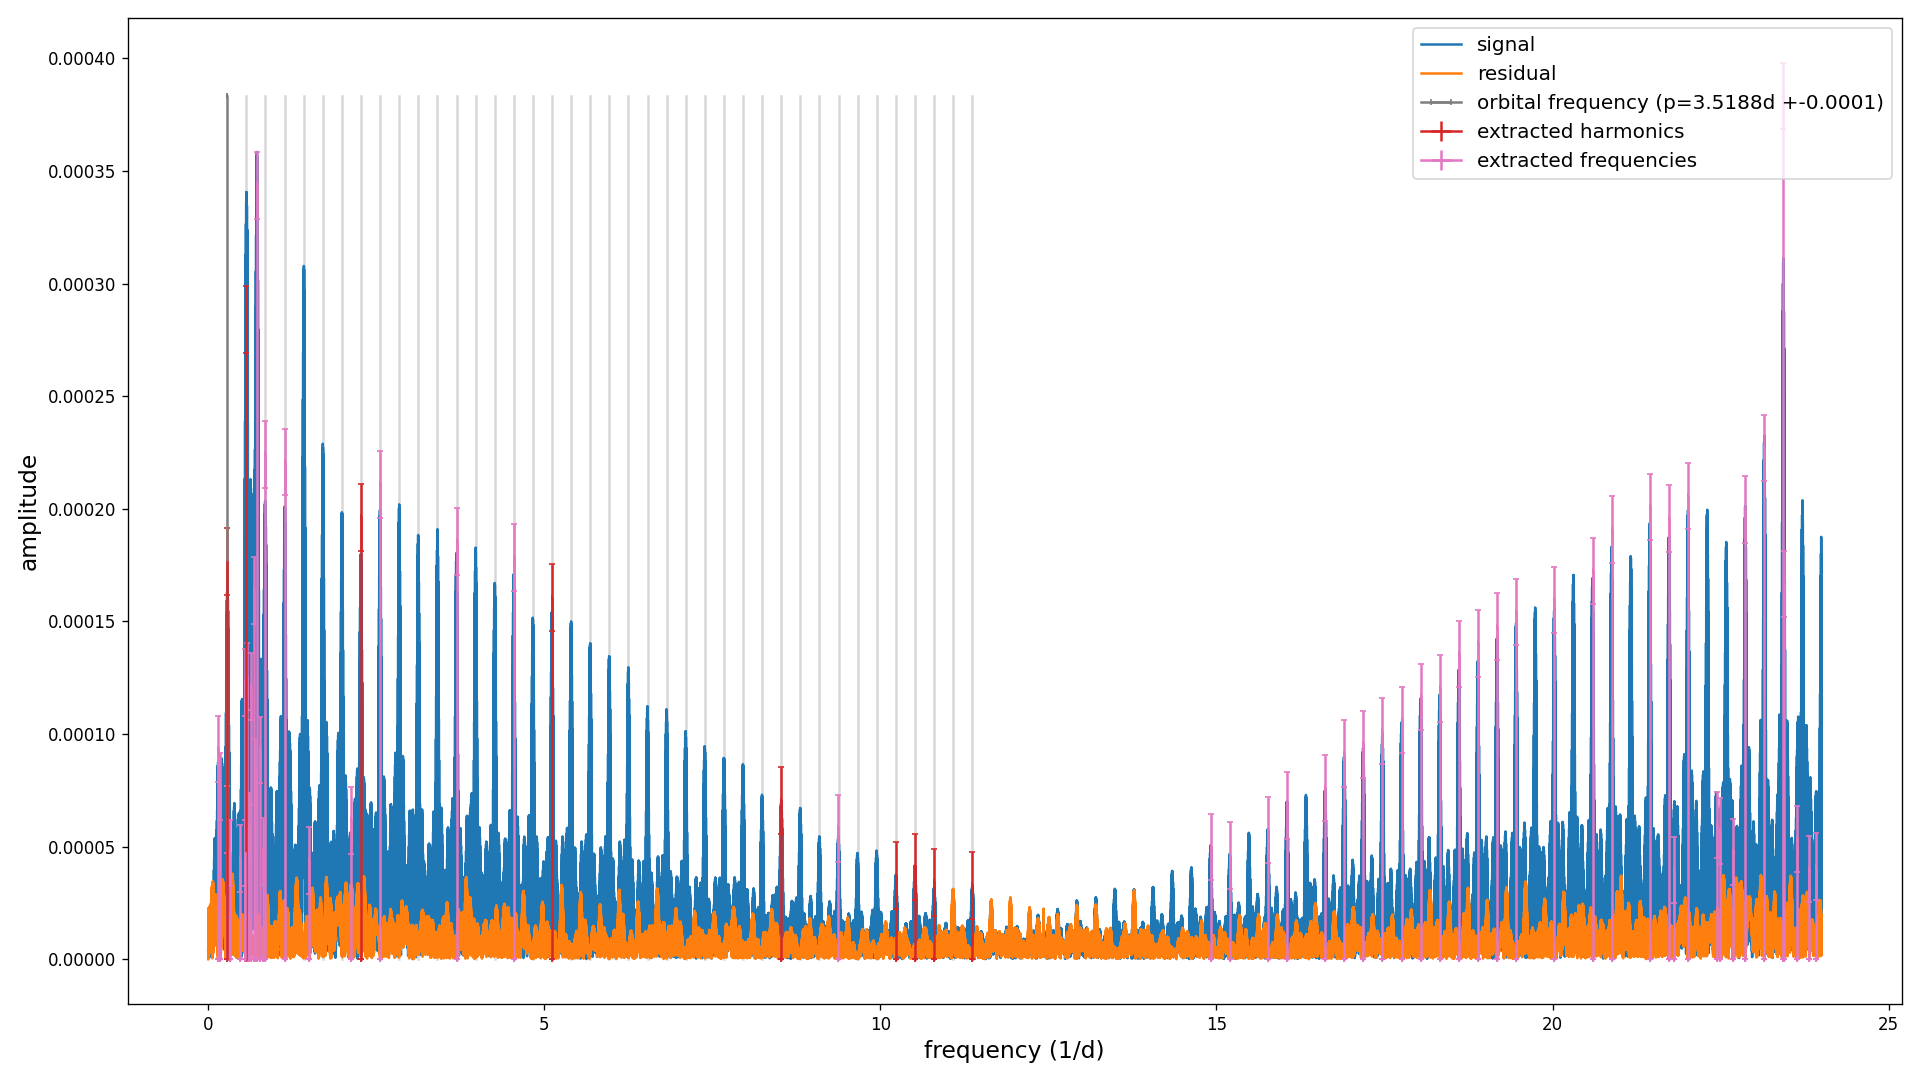 signal
residual
orbital frequency (p=3.5188d +-0.0001)
extracted harmonics
extracted frequencies
amplitude
0.00040
0.00035
0.00030
0.00025
0.00020
0.00015
0.00010
0.00005
0.00000
0 5 10 15 20 25
frequency (1/d)